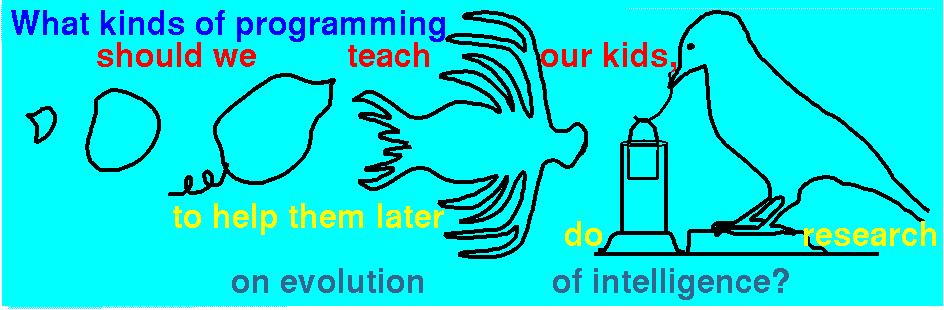 What kinds of programming
should we teach our kids,
to help them later
do research
on evolution of intelligence?